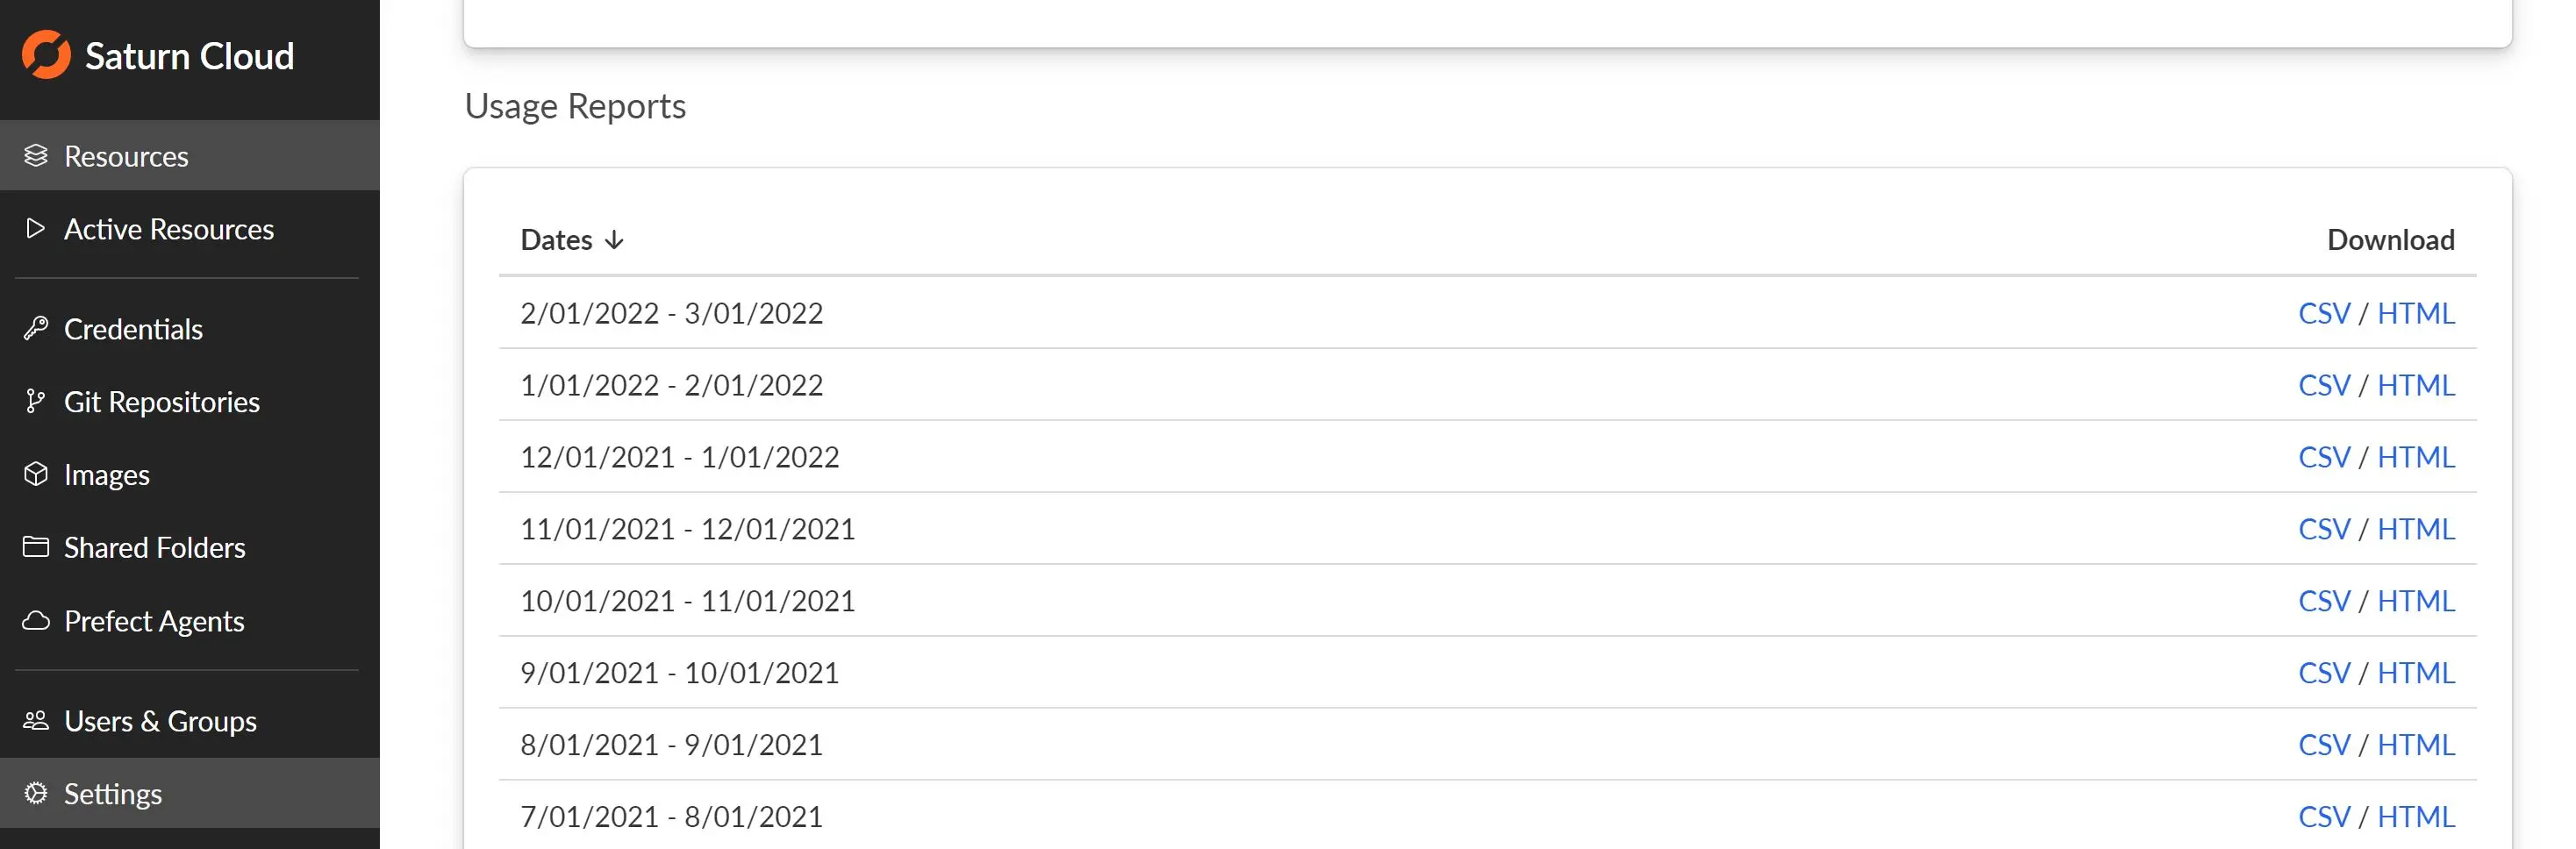 Saturn Cloud
Resources
Active Resources
Credentials
Git Repositories
Images
Shared Folders
Prefect Agents
Users & Groups
Settings
Usage Reports
Dates ↓ Download
2/01/2022 - 3/01/2022 CSV / HTML
1/01/2022 - 2/01/2022 CSV / HTML
12/01/2021 - 1/01/2022 CSV / HTML
11/01/2021 - 12/01/2021 CSV / HTML
10/01/2021 - 11/01/2021 CSV / HTML
9/01/2021 - 10/01/2021 CSV / HTML
8/01/2021 - 9/01/2021 CSV / HTML
7/01/2021 - 8/01/2021 CSV / HTML